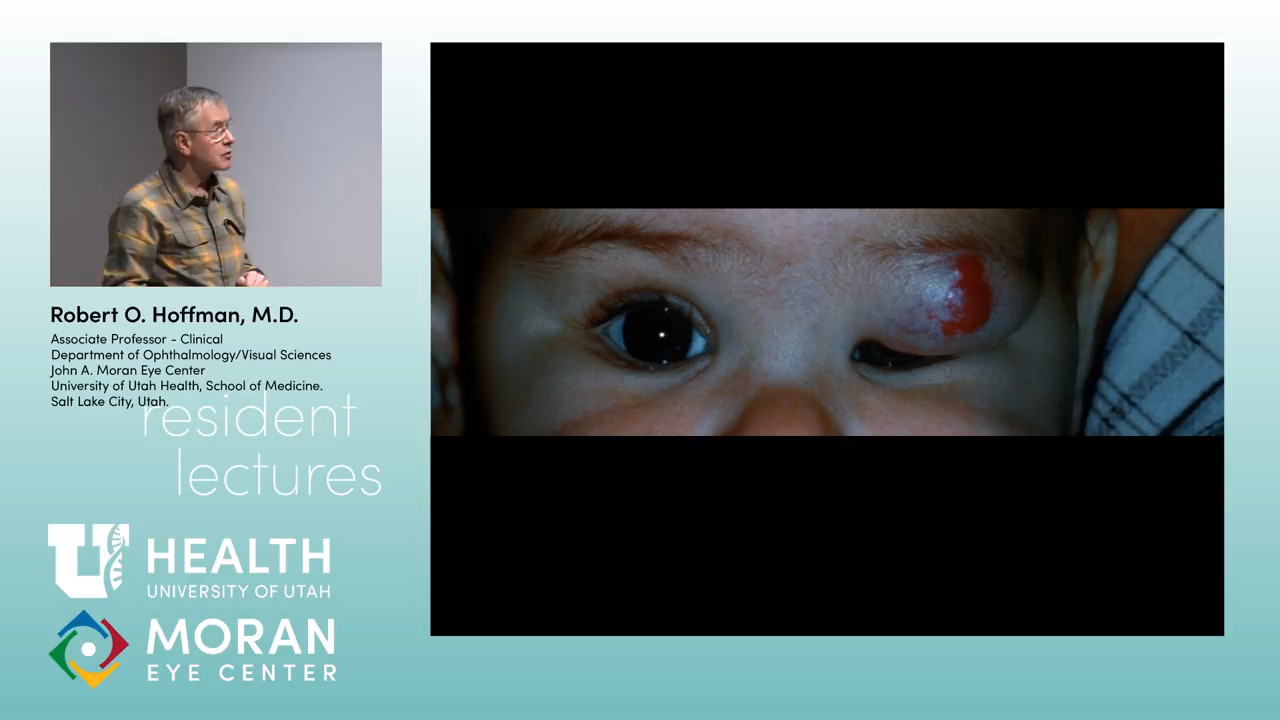 Robert O. Hoffman, M.D.
Associate Professor - Clinical
Department of Ophthalmology/Visual Sciences
John A. Moran Eye Center
University of Utah Health, School of Medicine.
Salt Lake City, Utah.
resident
lectures
U
HEALTH
UNIVERSITY OF UTAH
MORAN
EYE CENTER